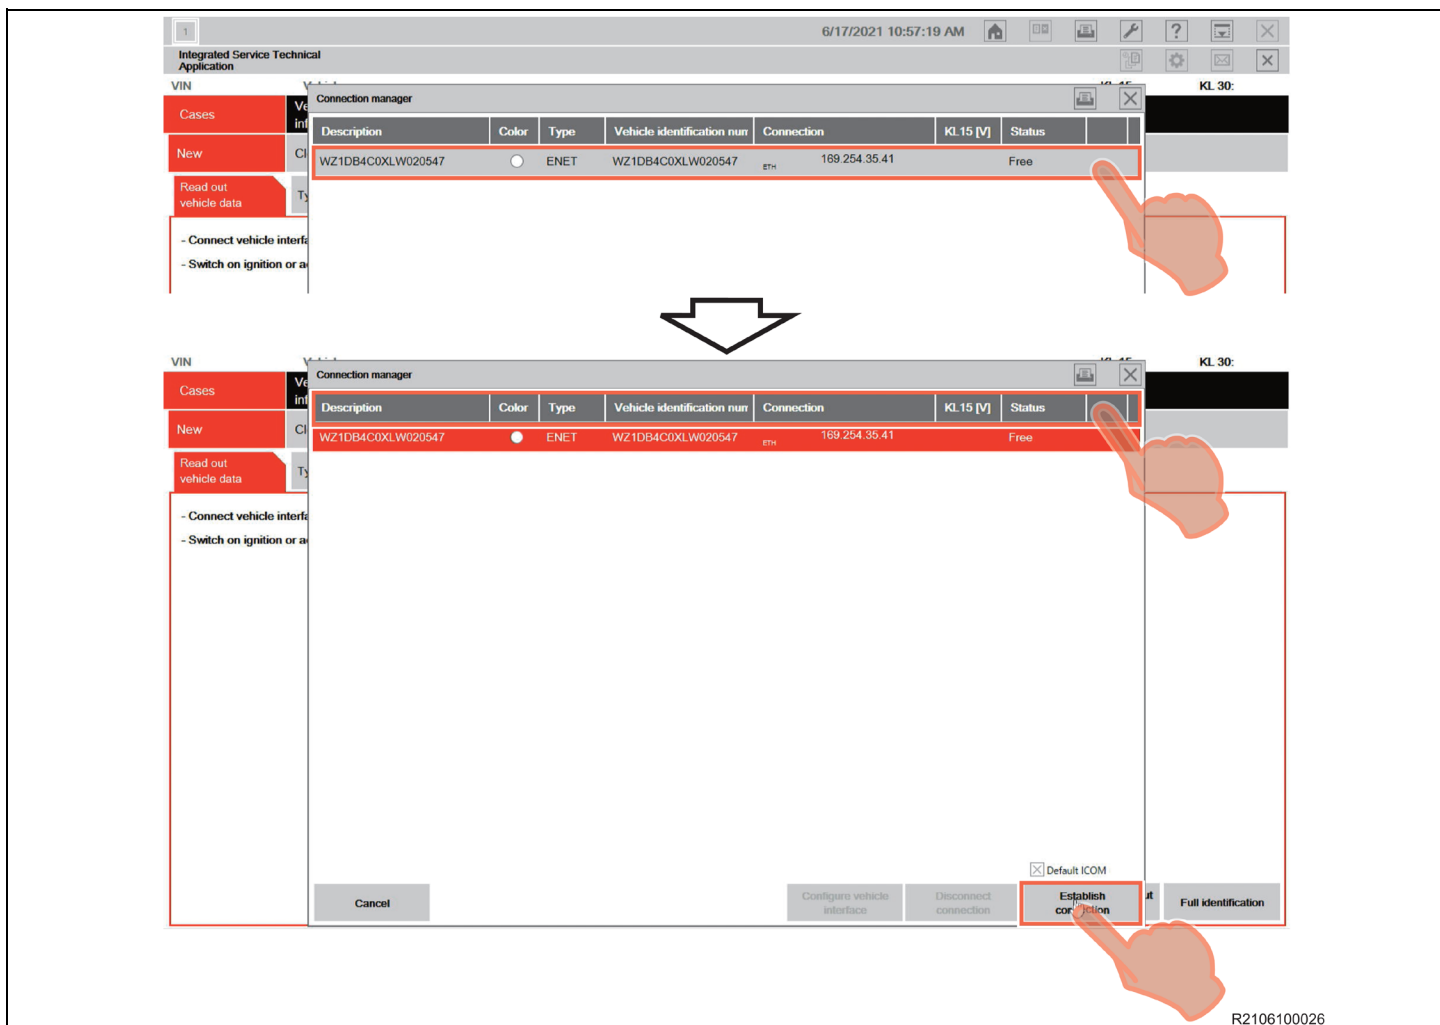 1
6/17/2021 10:57:19 AM
?
Integrated Service Technical
Application
VIN
KL 30:
Cases
Connection manager
Description Color Type Vehicle identification num Connection KL15 [V] Status
New
WZ1DB4C0XLW020547 ENET WZ1DB4C0XLW020547 ETH 169.254.35.41 Free
Read out
vehicle data
- Connect vehicle interfa
- Switch on ignition or a
VIN
KL 30:
Cases
Connection manager
Description Color Type Vehicle identification num Connection KL15 [V] Status
New
WZ1DB4C0XLW020547 ENET WZ1DB4C0XLW020547 ETH 169.254.35.41 Free
Read out
vehicle data
- Connect vehicle interfa
- Switch on ignition or a
Default ICOM
Cancel
Configure vehicle
interface
Disconnect
connection
Establish
connection
ut
Full identification
R2106100026